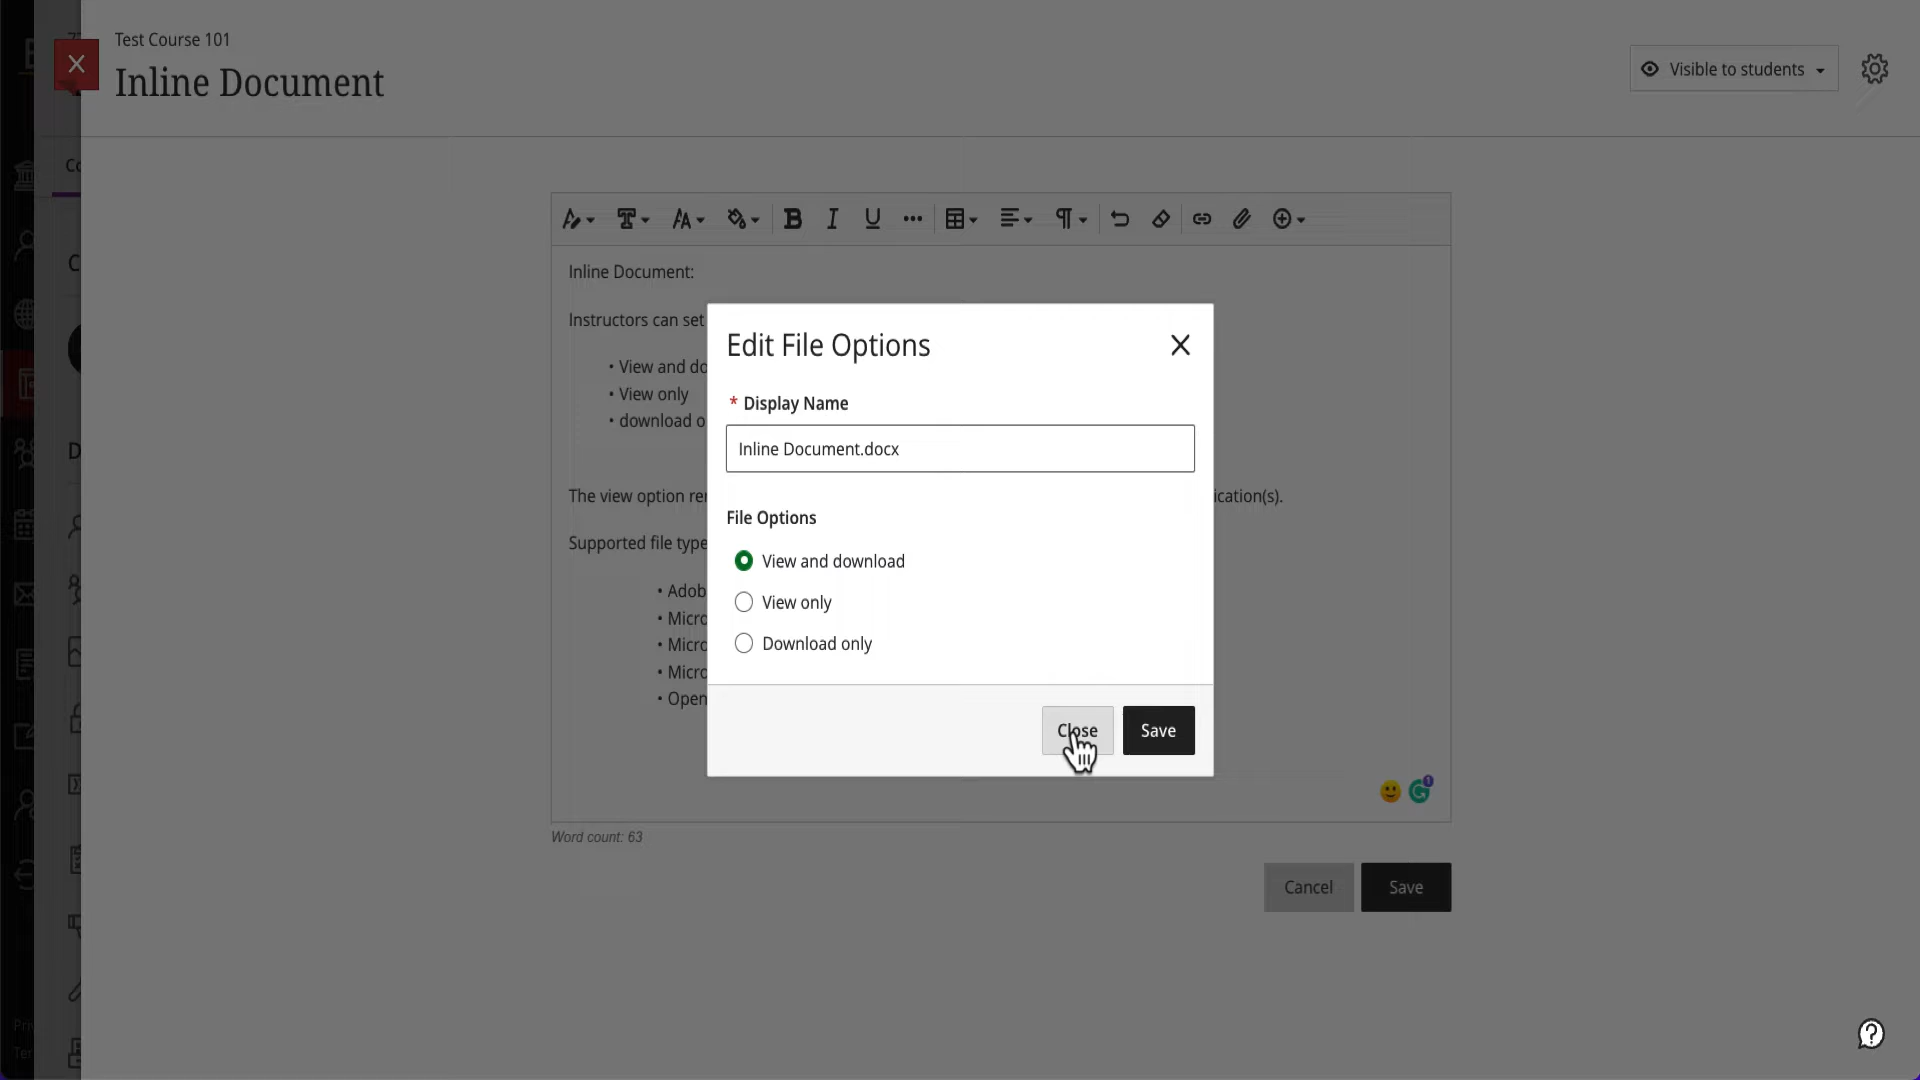 Test Course 101
Inline Document
Visible to students
Inline Document:
Instructors can set
• View and do
• View only
• download o
The view option re
ication(s).
Supported file type
• Adob
• Micro
• Micro
• Micro
• Open
Edit File Options
* Display Name
Inline Document.docx
File Options
View and download
View only
Download only
Close
Save
1
Word count: 63
Cancel
Save